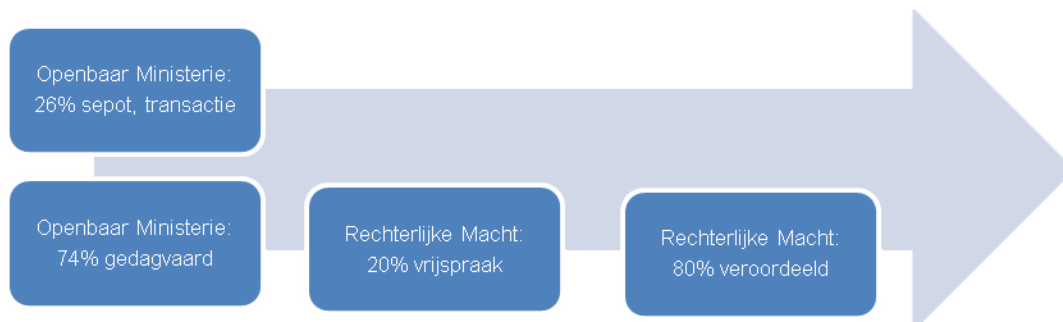 Openbaar Ministerie:
26% sepot, transactie
Openbaar Ministerie:
74% gedagvaard
Rechterlijke Macht:
20% vrijspraak
Rechterlijke Macht:
80% veroordeeld